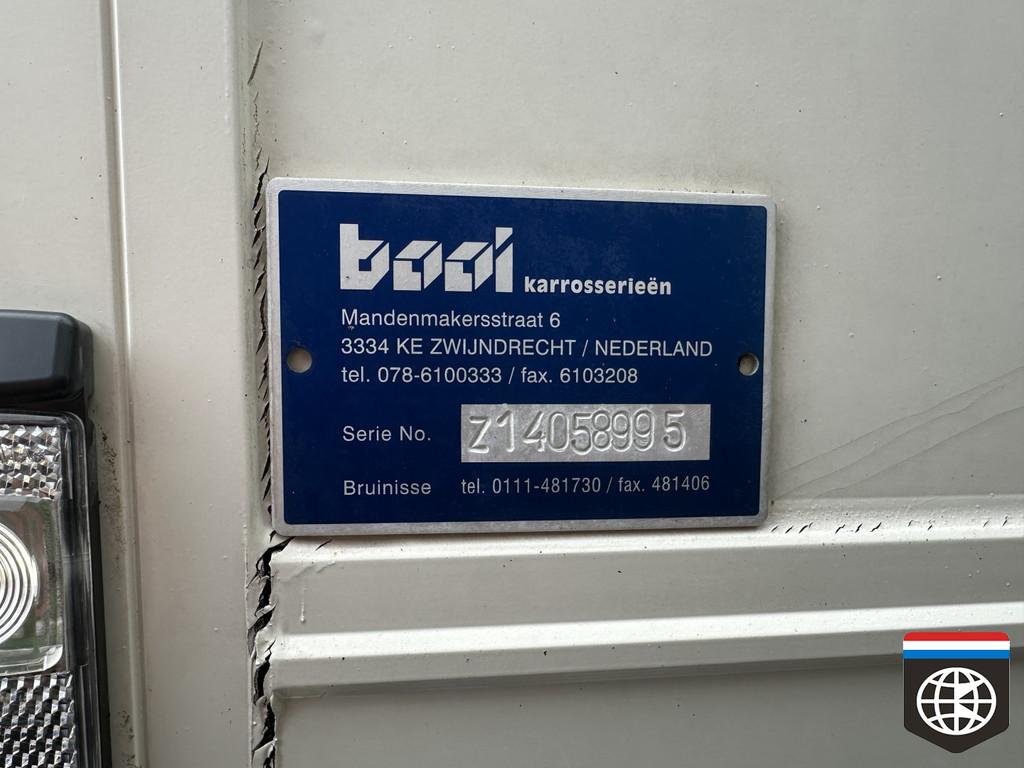 booi karrosserieën
Mandenmakersstraat 6
3334 KE ZWIJNDRECHT / NEDERLAND
tel. 078-6100333 / fax. 6103208
Serie No. Z14058995
Bruinisse tel. 0111-481730 / fax. 481406